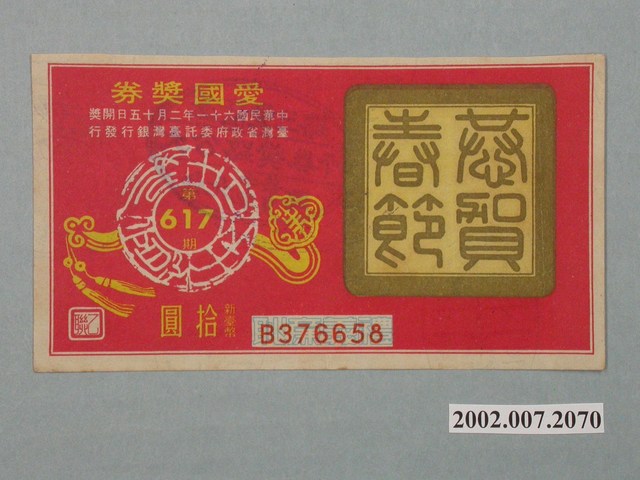 愛國獎券
中華民國六十一年二月十五日開獎
臺灣省政府委託臺灣銀行發行
第
617
期
恭賀
春節
新臺幣
拾圓
B376658
2002.007.2070